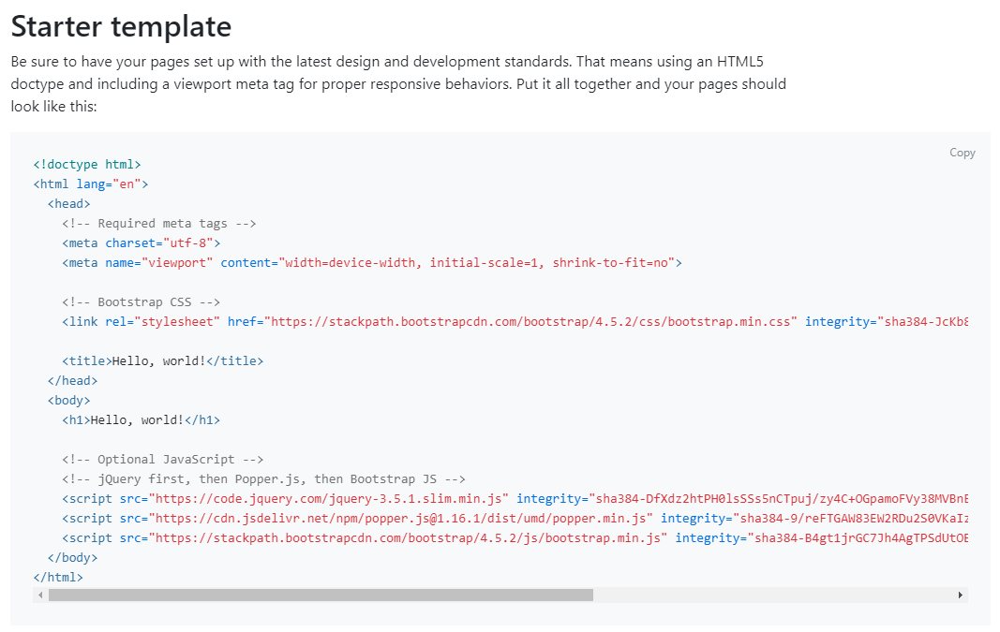 Starter template
Be sure to have your pages set up with the latest design and development standards. That means using an HTML5
doctype and including a viewport meta tag for proper responsive behaviors. Put it all together and your pages should
look like this:
Copy
<!doctype html>
<html lang="en">
  <head>
    <!-- Required meta tags -->
    <meta charset="utf-8">
    <meta name="viewport" content="width=device-width, initial-scale=1, shrink-to-fit=no">

    <!-- Bootstrap CSS -->
    <link rel="stylesheet" href="https://stackpath.bootstrapcdn.com/bootstrap/4.5.2/css/bootstrap.min.css" integrity="sha384-JcKb8

    <title>Hello, world!</title>
  </head>
  <body>
    <h1>Hello, world!</h1>

    <!-- Optional JavaScript -->
    <!-- jQuery first, then Popper.js, then Bootstrap JS -->
    <script src="https://code.jquery.com/jquery-3.5.1.slim.min.js" integrity="sha384-DfXdz2htPH0lsSSs5nCTpuj/zy4C+OGpamoFVy38MVBnE
    <script src="https://cdn.jsdelivr.net/npm/popper.js@1.16.1/dist/umd/popper.min.js" integrity="sha384-9/reFTGAW83EW2RDu2S0VKaIz
    <script src="https://stackpath.bootstrapcdn.com/bootstrap/4.5.2/js/bootstrap.min.js" integrity="sha384-B4gt1jrGC7Jh4AgTPSdUtOB
  </body>
</html>